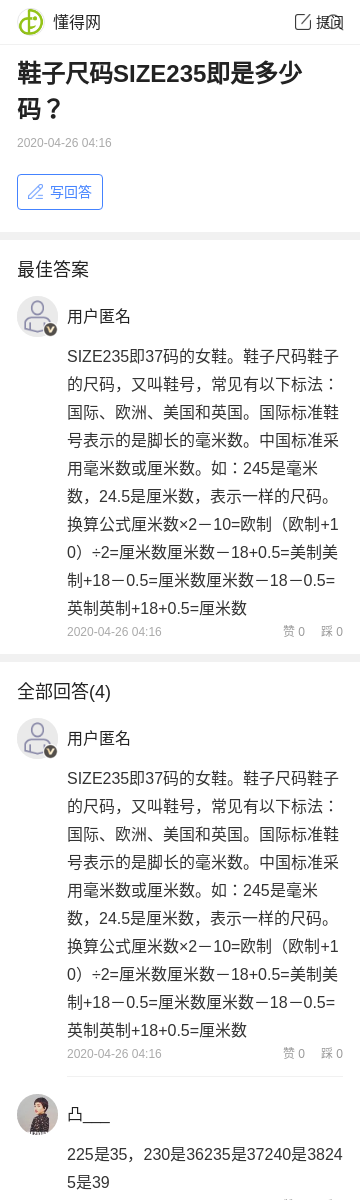 懂得网
鞋子尺码SIZE235即是多少
码？
2020-04-26 04:16
写回答
最佳答案
用户匿名
SIZE235即37码的女鞋。鞋子尺码鞋子
的尺码，又叫鞋号，常见有以下标法：
国际、欧洲、美国和英国。国际标准鞋
号表示的是脚长的毫米数。中国标准采
用毫米数或厘米数。如：245是毫米
数，24.5是厘米数，表示一样的尺码。
换算公式厘米数×2－10=欧制（欧制+1
0）÷2=厘米数厘米数－18+0.5=美制美
制+18－0.5=厘米数厘米数－18－0.5=
英制英制+18+0.5=厘米数
2020-04-26 04:16 赞 0 踩 0
全部回答(4)
用户匿名
SIZE235即37码的女鞋。鞋子尺码鞋子
的尺码，又叫鞋号，常见有以下标法：
国际、欧洲、美国和英国。国际标准鞋
号表示的是脚长的毫米数。中国标准采
用毫米数或厘米数。如：245是毫米
数，24.5是厘米数，表示一样的尺码。
换算公式厘米数×2－10=欧制（欧制+1
0）÷2=厘米数厘米数－18+0.5=美制美
制+18－0.5=厘米数厘米数－18－0.5=
英制英制+18+0.5=厘米数
2020-04-26 04:16 赞 0 踩 0
凸___
225是35，230是36235是37240是3824
5是39